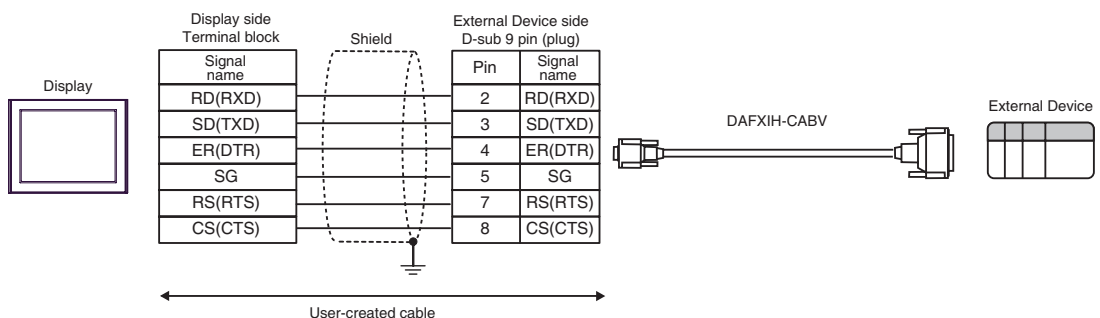 Display
Display side
Terminal block
Signal
name
RD(RXD)
SD(TXD)
ER(DTR)
SG
RS(RTS)
CS(CTS)
Shield
External Device side
D-sub 9 pin (plug)
Pin Signal
name
2 RD(RXD)
3 SD(TXD)
4 ER(DTR)
5 SG
7 RS(RTS)
8 CS(CTS)
User-created cable
DAFXIH-CABV
External Device